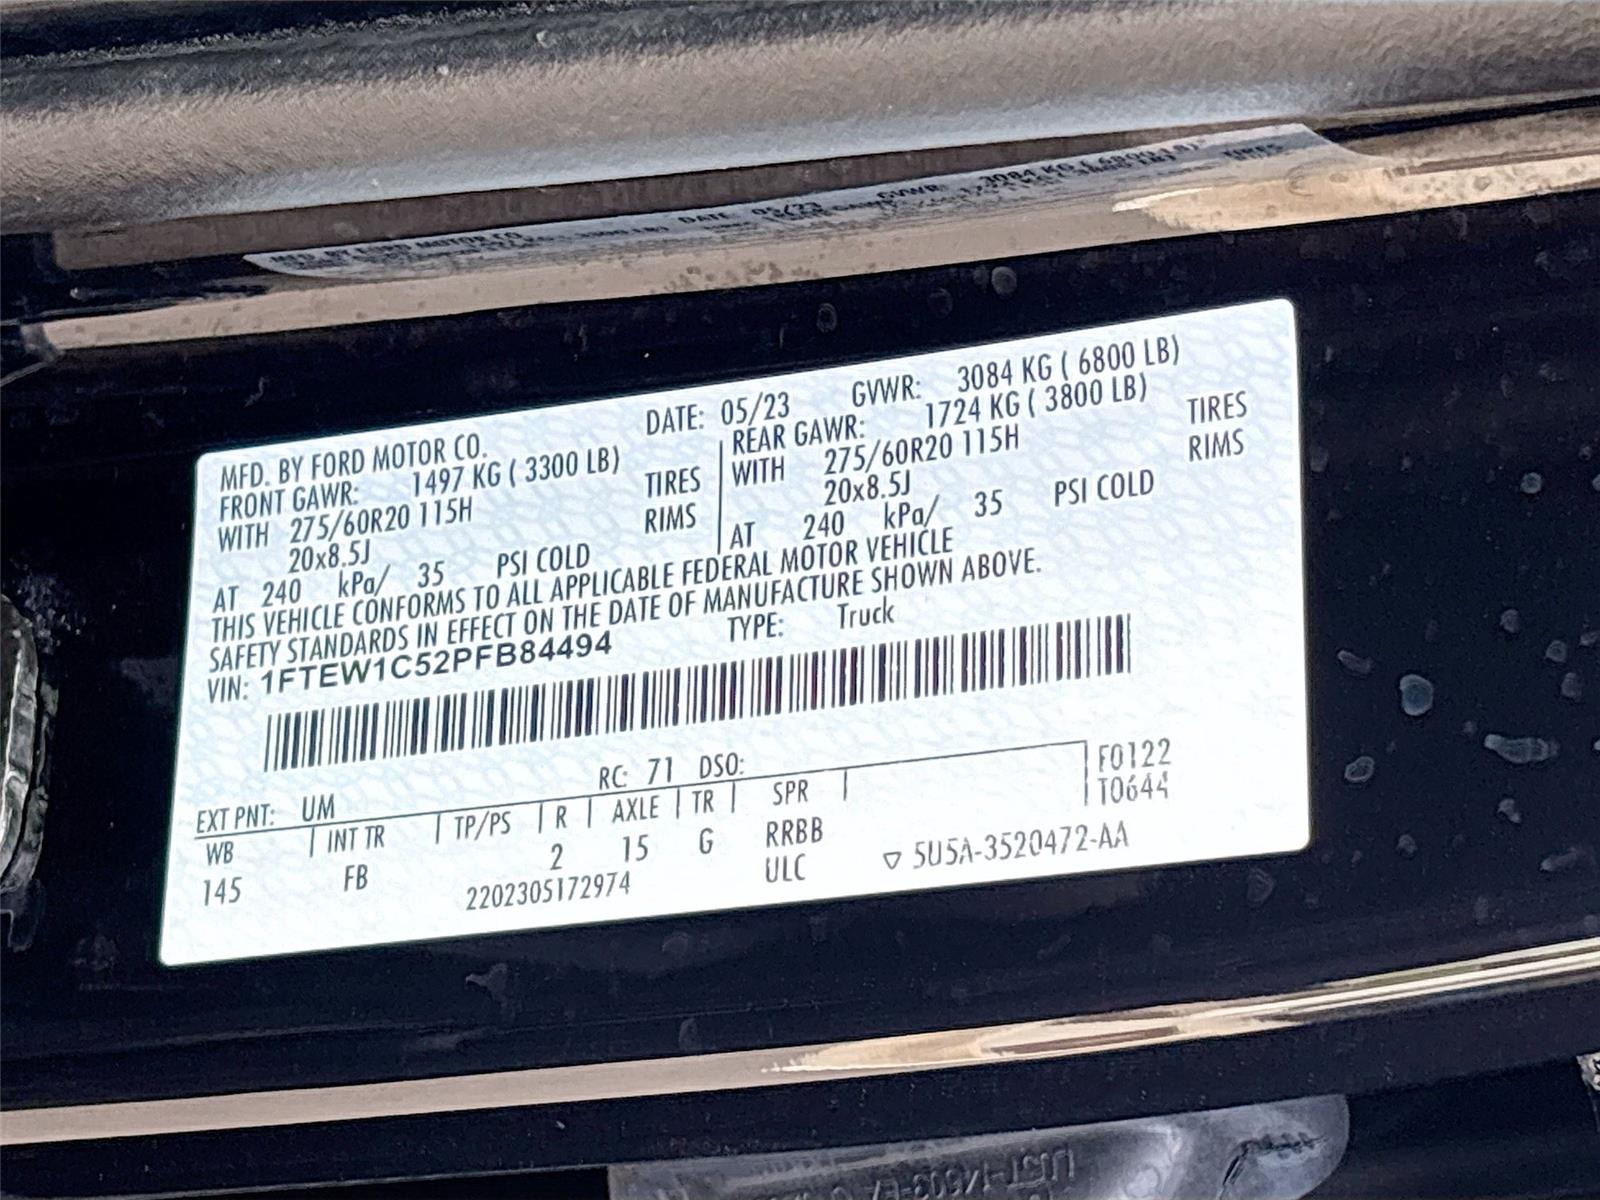 MFD. BY FORD MOTOR CO. DATE: 05/23 GVWR: 3084 KG ( 6800 LB)
FRONT GAWR: 1497 KG ( 3300 LB) REAR GAWR: 1724 KG ( 3800 LB)
WITH 275/60R20 115H TIRES WITH 275/60R20 115H TIRES
20x8.5J RIMS 20x8.5J RIMS
AT 240 kPa/ 35 PSI COLD AT 240 kPa/ 35 PSI COLD
THIS VEHICLE CONFORMS TO ALL APPLICABLE FEDERAL MOTOR VEHICLE
SAFETY STANDARDS IN EFFECT ON THE DATE OF MANUFACTURE SHOWN ABOVE.
VIN: 1FTEW1C52PFB84494 TYPE: Truck
EXT PNT: UM RC: 71 DSO: F0122
WB INT TR TP/PS R AXLE TR SPR T0644
145 FB 2 15 G RRBB
2202305172974 ULC ▽ 5U5A-3520472-AA